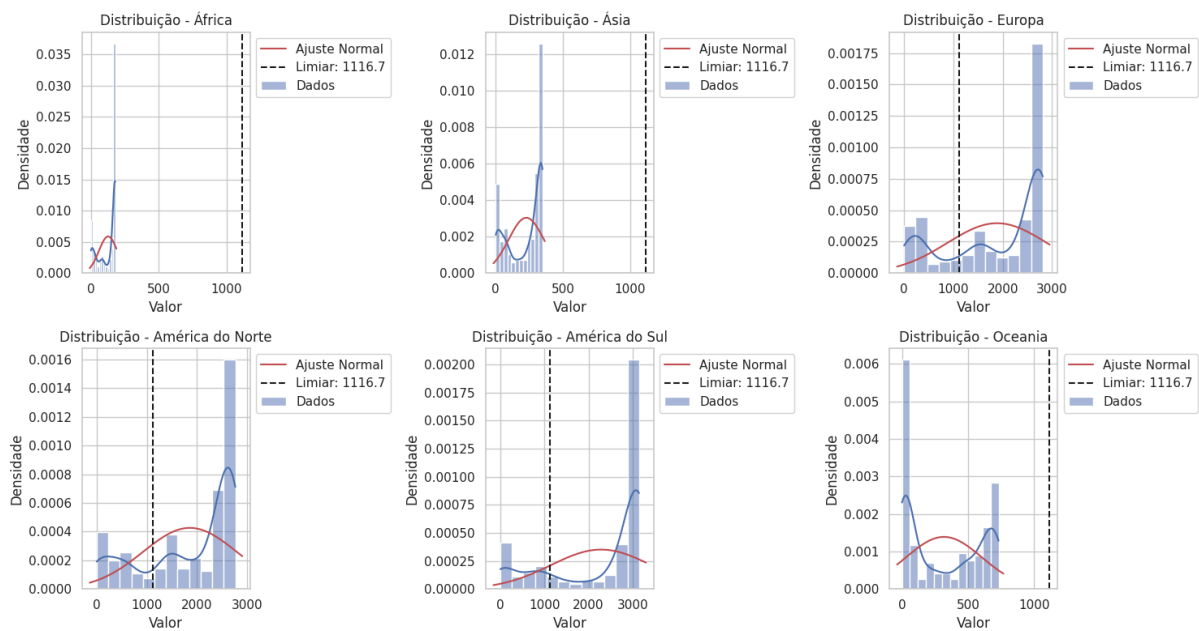 Distribuição - África
0.035
0.030
0.025
0.020
0.015
0.010
0.005
0.000
Densidade
0
1000
Valor
Ajuste Normal
Limiar: 1116.7
Dados
Distribuição - Ásia
0.012
0.010
0.008
0.006
0.004
0.002
0.000
Densidade
0
1000
Valor
Ajuste Normal
Limiar: 1116.7
Dados
Distribuição - Europa
0.00175
0.00150
0.00125
0.00100
0.00075
0.00050
0.00025
0.00000
Densidade
0
1000
2000
3000
Valor
Ajuste Normal
Limiar: 1116.7
Dados
Distribuição - América do Norte
0.0016
0.0014
0.0012
0.0010
0.0008
0.0006
0.0004
0.0002
0.0000
Densidade
0
1000
2000
3000
Valor
Ajuste Normal
Limiar: 1116.7
Dados
Distribuição - América do Sul
0.00200
0.00175
0.00150
0.00125
0.00100
0.00075
0.00050
0.00025
0.00000
Densidade
0
1000
2000
3000
Valor
Ajuste Normal
Limiar: 1116.7
Dados
Distribuição - Oceania
0.006
0.005
0.004
0.003
0.002
0.001
0.000
Densidade
0
500
1000
Valor
Ajuste Normal
Limiar: 1116.7
Dados